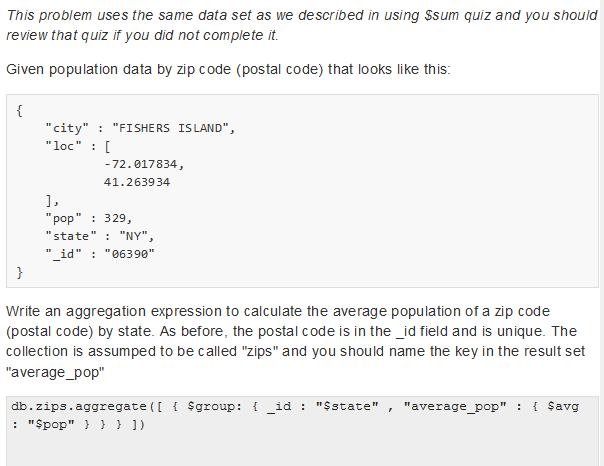 This problem uses the same data set as we described in using $sum quiz and you should
review that quiz if you did not complete it.
Given population data by zip code (postal code) that looks like this:
{
"city" : "FISHERS ISLAND",
"loc" : [
-72.017834,
41.263934
],
"pop" : 329,
"state" : "NY",
"_id" : "06390"
}
Write an aggregation expression to calculate the average population of a zip code
(postal code) by state. As before, the postal code is in the _id field and is unique. The
collection is assumped to be called "zips" and you should name the key in the result set
"average_pop"
db.zips.aggregate([ { $group: { _id : "$state" , "average_pop" : { $avg
: "$pop" } } } ])